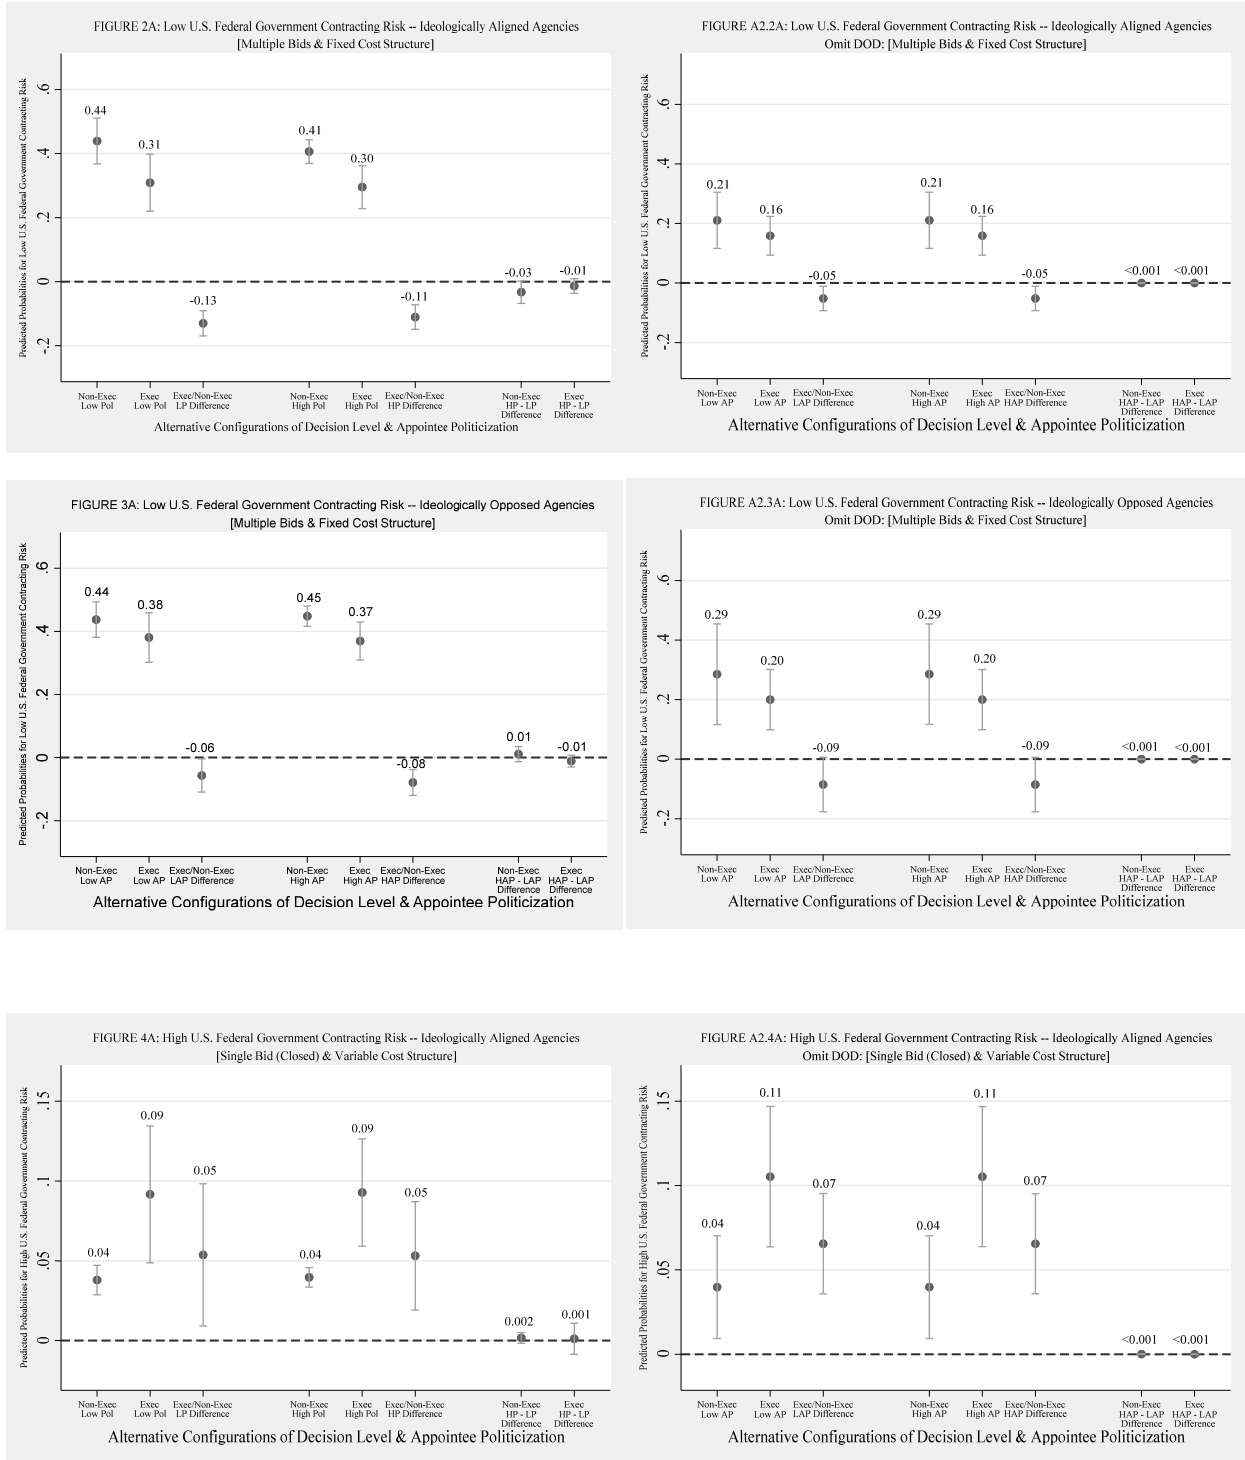 FIGURE 2A: Low U.S. Federal Government Contracting Risk -- Ideologically Aligned Agencies
[Multiple Bids & Fixed Cost Structure]
Predicted Probabilities for Low U.S. Federal Government Contracting Risk
.6
.4
.2
0
-.2
0.44
0.31
-0.13
0.41
0.30
-0.11
-0.03
-0.01
Non-Exec Low Pol
Exec Low Pol
Exec/Non-Exec LP Difference
Non-Exec High Pol
Exec High Pol
Exec/Non-Exec HP Difference
Non-Exec HP - LP Difference
Exec HP - LP Difference
Alternative Configurations of Decision Level & Appointee Politicization
FIGURE A2.2A: Low U.S. Federal Government Contracting Risk -- Ideologically Aligned Agencies
Omit DOD: [Multiple Bids & Fixed Cost Structure]
Predicted Probabilities for Low U.S. Federal Government Contracting Risk
.6
.4
.2
0
-.2
0.21
0.16
-0.05
0.21
0.16
-0.05
<0.001
<0.001
Non-Exec Low AP
Exec Low AP
Exec/Non-Exec LAP Difference
Non-Exec High AP
Exec High AP
Exec/Non-Exec HAP Difference
Non-Exec HAP - LAP Difference
Exec HAP - LAP Difference
Alternative Configurations of Decision Level & Appointee Politicization
FIGURE 3A: Low U.S. Federal Government Contracting Risk -- Ideologically Opposed Agencies
[Multiple Bids & Fixed Cost Structure]
Predicted Probabilities for Low U.S. Federal Government Contracting Risk
.6
.4
.2
0
-.2
0.44
0.38
-0.06
0.45
0.37
-0.08
0.01
-0.01
Non-Exec Low AP
Exec Low AP
Exec/Non-Exec LAP Difference
Non-Exec High AP
Exec High AP
Exec/Non-Exec HAP Difference
Non-Exec HAP - LAP Difference
Exec HAP - LAP Difference
Alternative Configurations of Decision Level & Appointee Politicization
FIGURE A2.3A: Low U.S. Federal Government Contracting Risk -- Ideologically Opposed Agencies
Omit DOD: [Multiple Bids & Fixed Cost Structure]
Predicted Probabilities for Low U.S. Federal Government Contracting Risk
.6
.4
.2
0
-.2
0.29
0.20
-0.09
0.29
0.20
-0.09
<0.001
<0.001
Non-Exec Low AP
Exec Low AP
Exec/Non-Exec LAP Difference
Non-Exec High AP
Exec High AP
Exec/Non-Exec HAP Difference
Non-Exec HAP - LAP Difference
Exec HAP - LAP Difference
Alternative Configurations of Decision Level & Appointee Politicization
FIGURE 4A: High U.S. Federal Government Contracting Risk -- Ideologically Aligned Agencies
[Single Bid (Closed) & Variable Cost Structure]
Predicted Probabilities for High U.S. Federal Government Contracting Risk
.15
.1
.05
0
0.04
0.09
0.05
0.04
0.09
0.05
0.002
0.001
Non-Exec Low Pol
Exec Low Pol
Exec/Non-Exec LP Difference
Non-Exec High Pol
Exec High Pol
Exec/Non-Exec HP Difference
Non-Exec HP - LP Difference
Exec HP - LP Difference
Alternative Configurations of Decision Level & Appointee Politicization
FIGURE A2.4A: High U.S. Federal Government Contracting Risk -- Ideologically Aligned Agencies
Omit DOD: [Single Bid (Closed) & Variable Cost Structure]
Predicted Probabilities for High U.S. Federal Government Contracting Risk
.15
.1
.05
0
0.04
0.11
0.07
0.04
0.11
0.07
<0.001
<0.001
Non-Exec Low AP
Exec Low AP
Exec/Non-Exec LAP Difference
Non-Exec High AP
Exec High AP
Exec/Non-Exec HAP Difference
Non-Exec HAP - LAP Difference
Exec HAP - LAP Difference
Alternative Configurations of Decision Level & Appointee Politicization